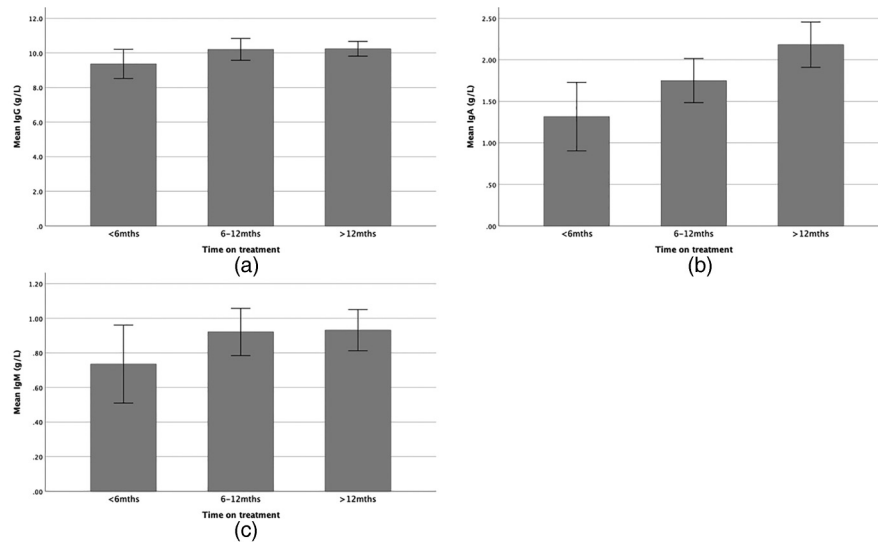 12.0
10.0
8.0
6.0
4.0
2.0
.0
Mean IgG (g/L)
<6mths
6-12mths
>12mths
Time on treatment
(a)
2.50
2.00
1.50
1.00
.50
.00
Mean IgA (g/L)
<6mths
6-12mths
>12mths
Time on treatment
(b)
1.20
1.00
.80
.60
.40
.20
.00
Mean IgM (g/L)
<6mths
6-12mths
>12mths
Time on treatment
(c)